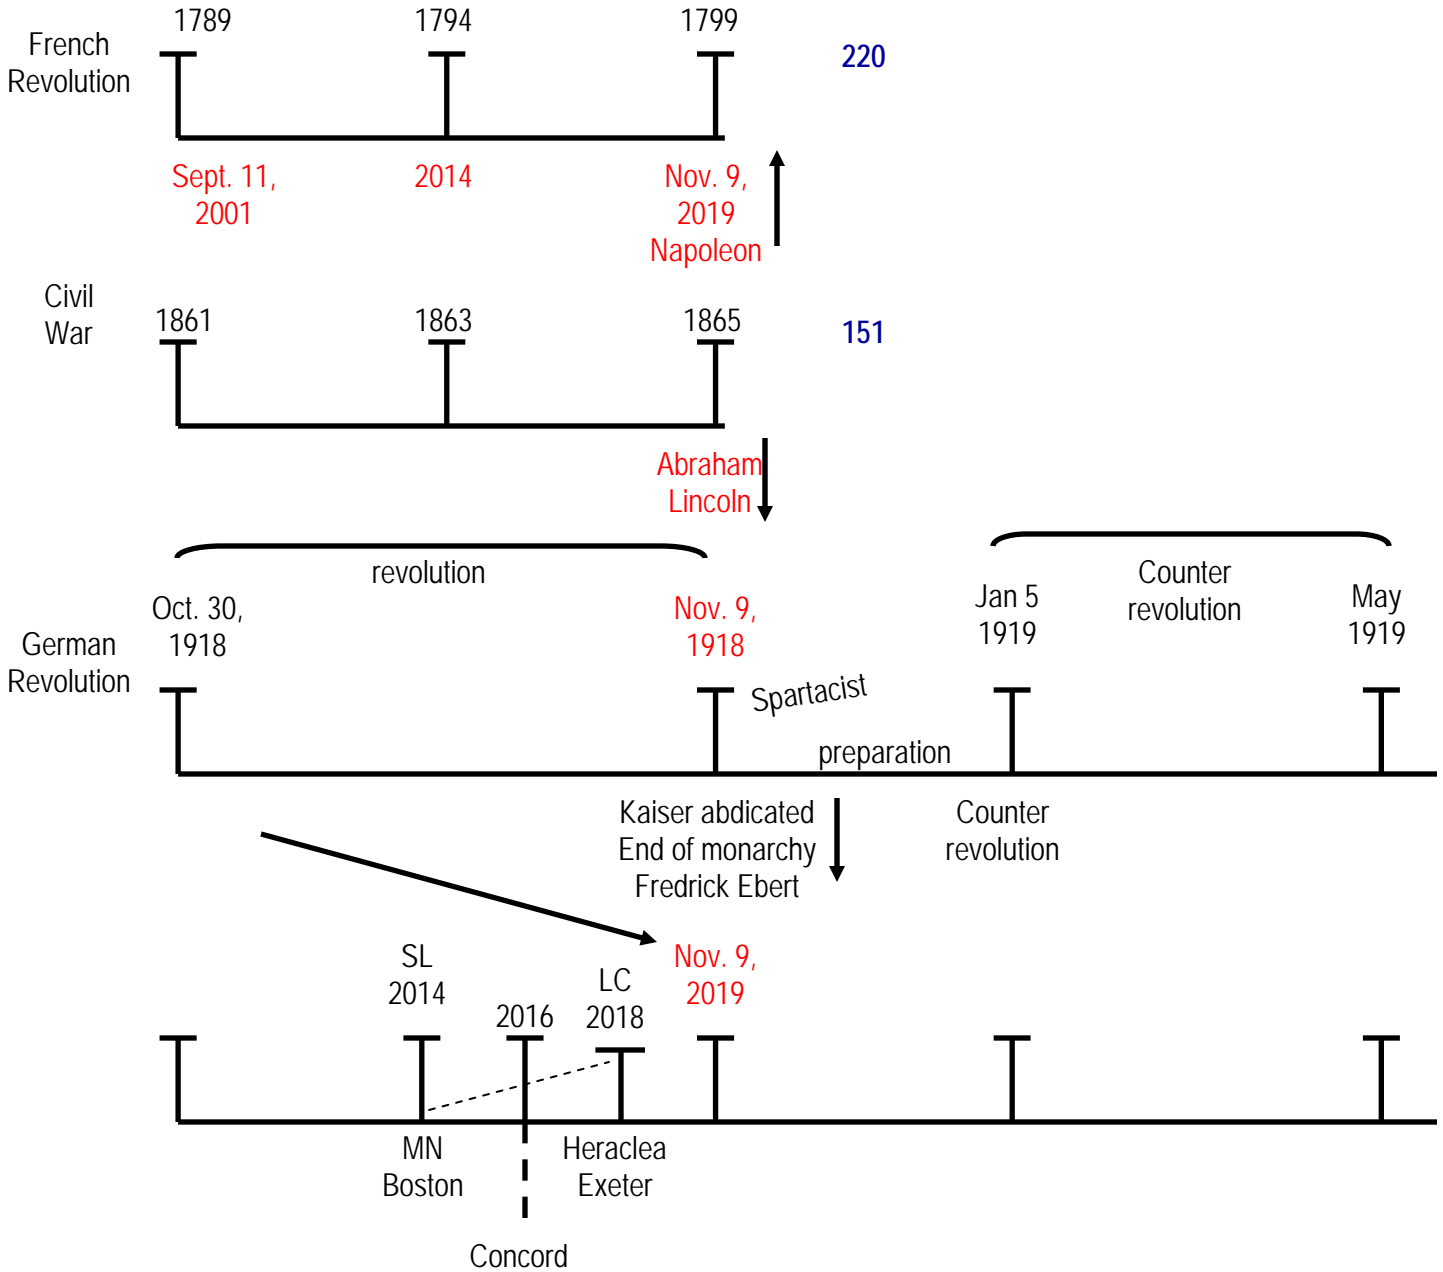 French
Revolution
1789
1794
1799
220
Sept. 11,
2001
2014
Nov. 9,
2019
Napoleon
Civil
War
1861
1863
1865
151
Abraham
Lincoln
revolution
Counter
revolution
German
Revolution
Oct. 30,
1918
Nov. 9,
1918
Jan 5
1919
May
1919
Spartacist
preparation
Kaiser abdicated
End of monarchy
Fredrick Ebert
Counter
revolution
SL
2014
2016
LC
2018
Nov. 9,
2019
MN
Boston
Heraclea
Exeter
Concord